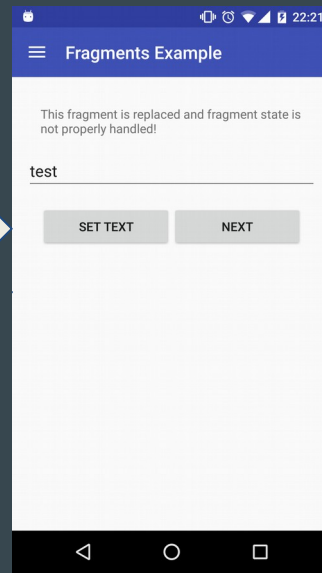 22:21
Fragments Example
This fragment is replaced and fragment state is
not properly handled!
test
SET TEXT NEXT